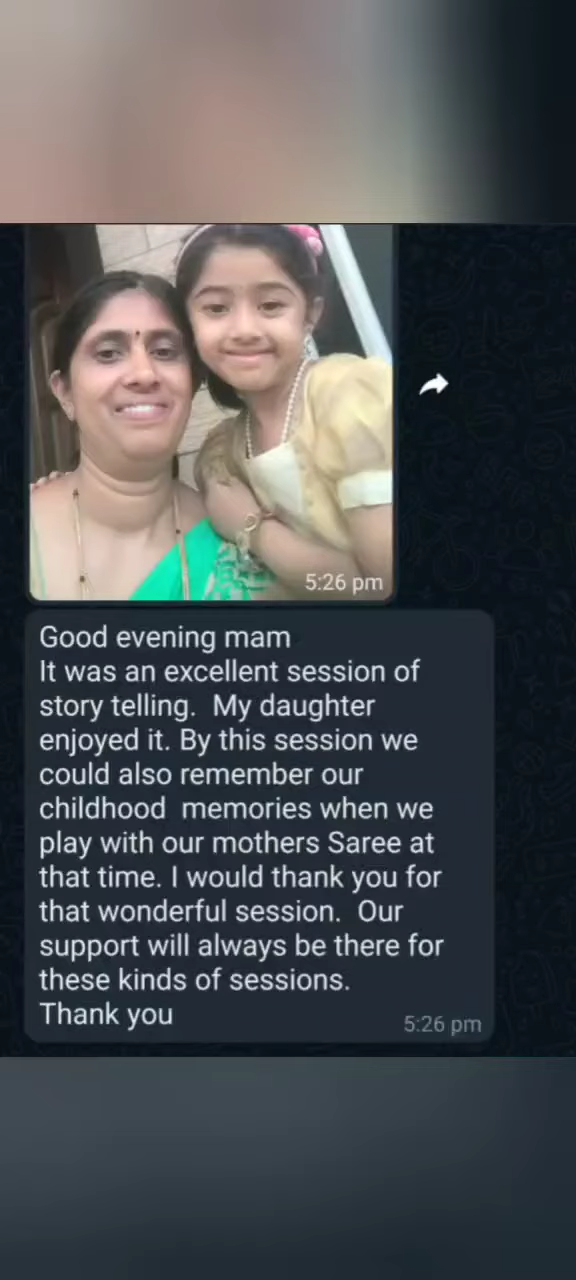 5:26 pm
Good evening mam
It was an excellent session of
story telling.  My daughter
enjoyed it. By this session we
could also remember our
childhood  memories when we
play with our mothers Saree at
that time. I would thank you for
that wonderful session.  Our
support will always be there for
these kinds of sessions.
Thank you
5:26 pm